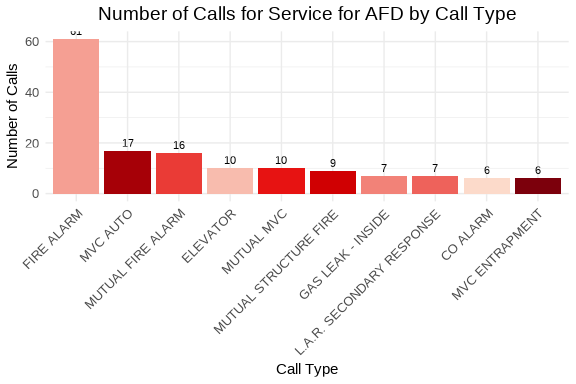 Number of Calls for Service for AFD by Call Type
Number of Calls
60
40
20
0
61
17
16
10
10
9
7
7
6
6
FIRE ALARM
MVC AUTO
MUTUAL FIRE ALARM
ELEVATOR
MUTUAL MVC
MUTUAL STRUCTURE FIRE
GAS LEAK - INSIDE
L.A.R. SECONDARY RESPONSE
CO ALARM
MVC ENTRAPMENT
Call Type